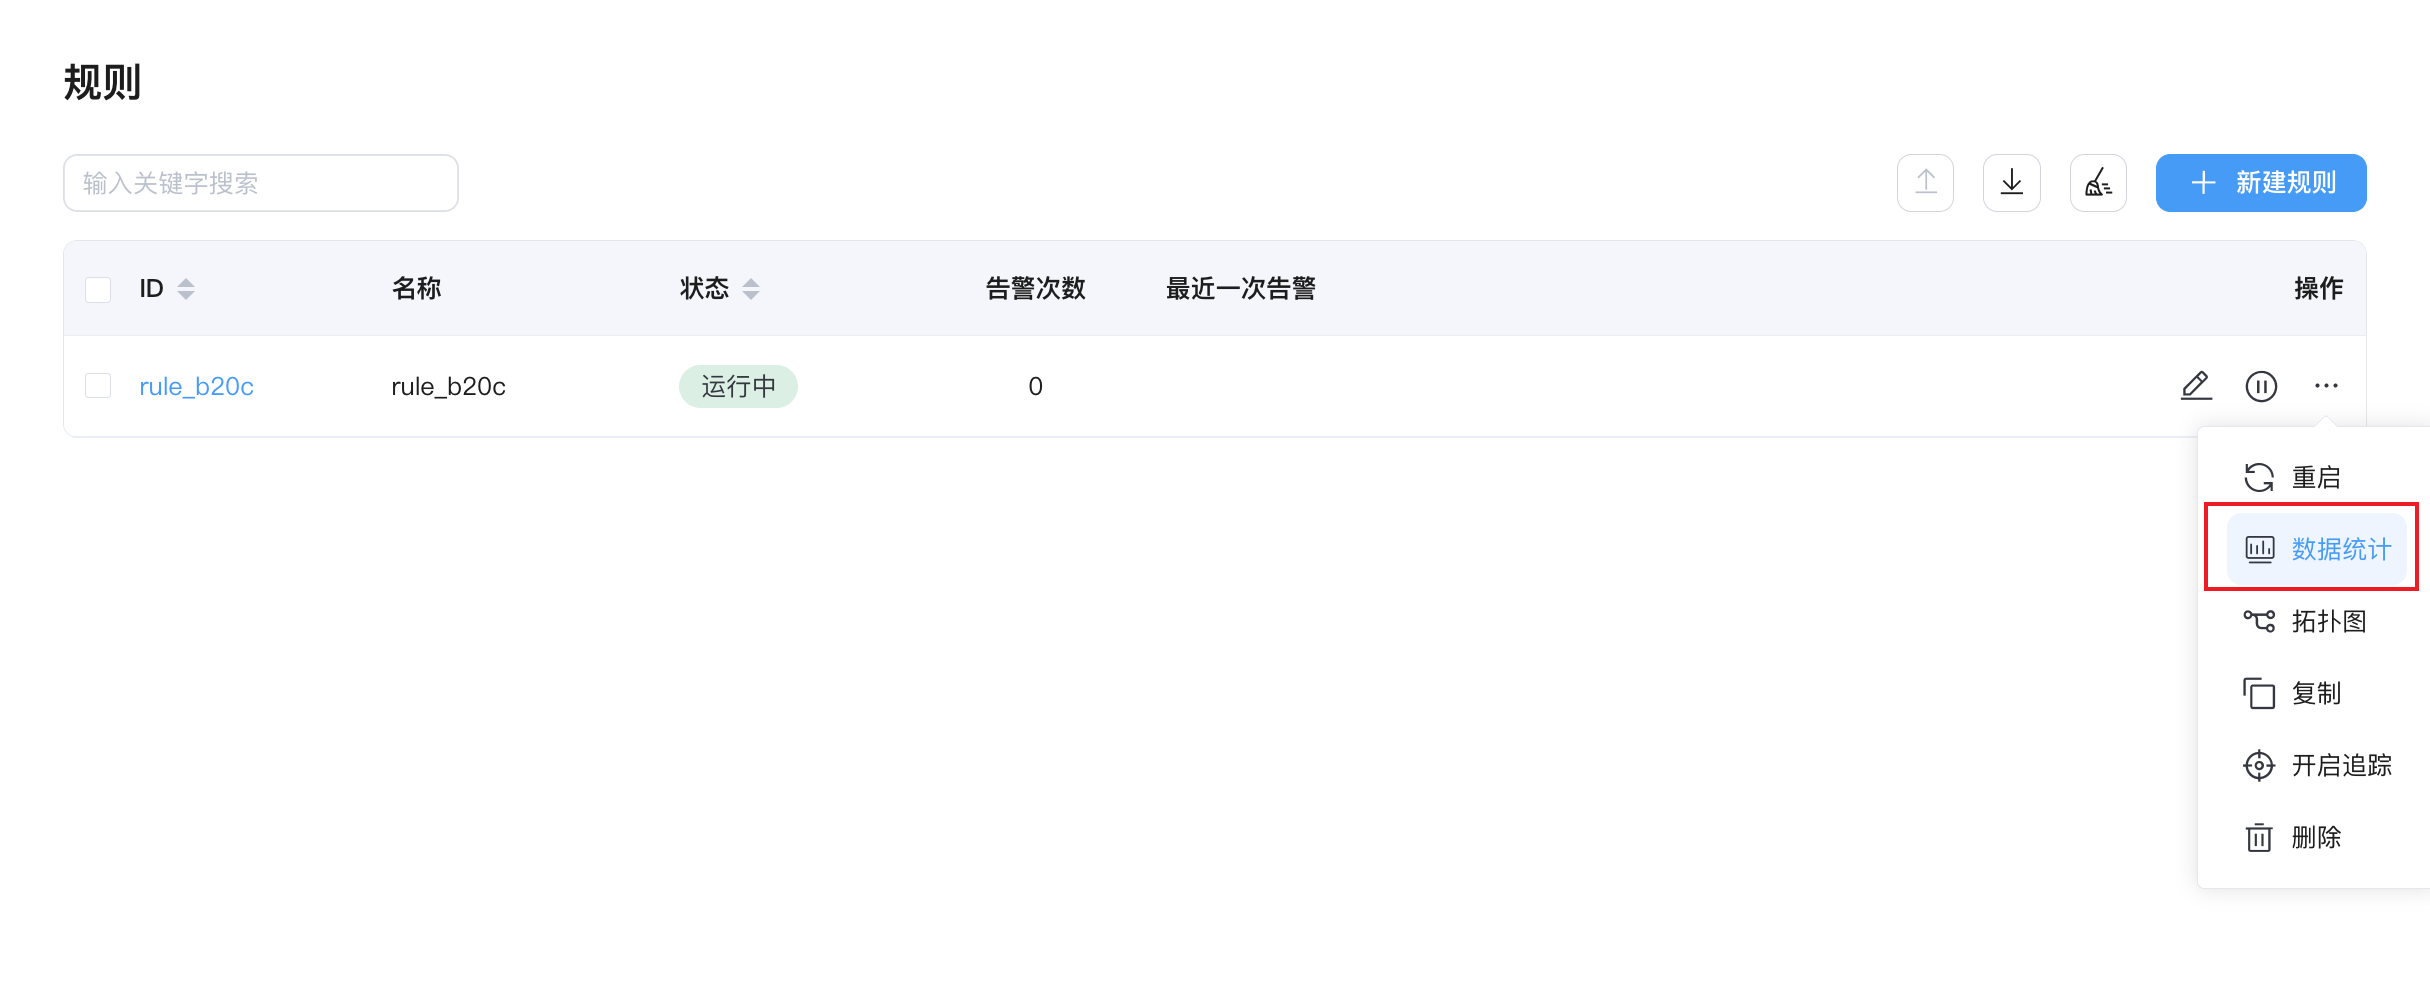 规则
输入关键字搜索
新建规则
ID 名称 状态 告警次数 最近一次告警 操作
rule_b20c rule_b20c 运行中 0
重启
数据统计
拓扑图
复制
开启追踪
删除